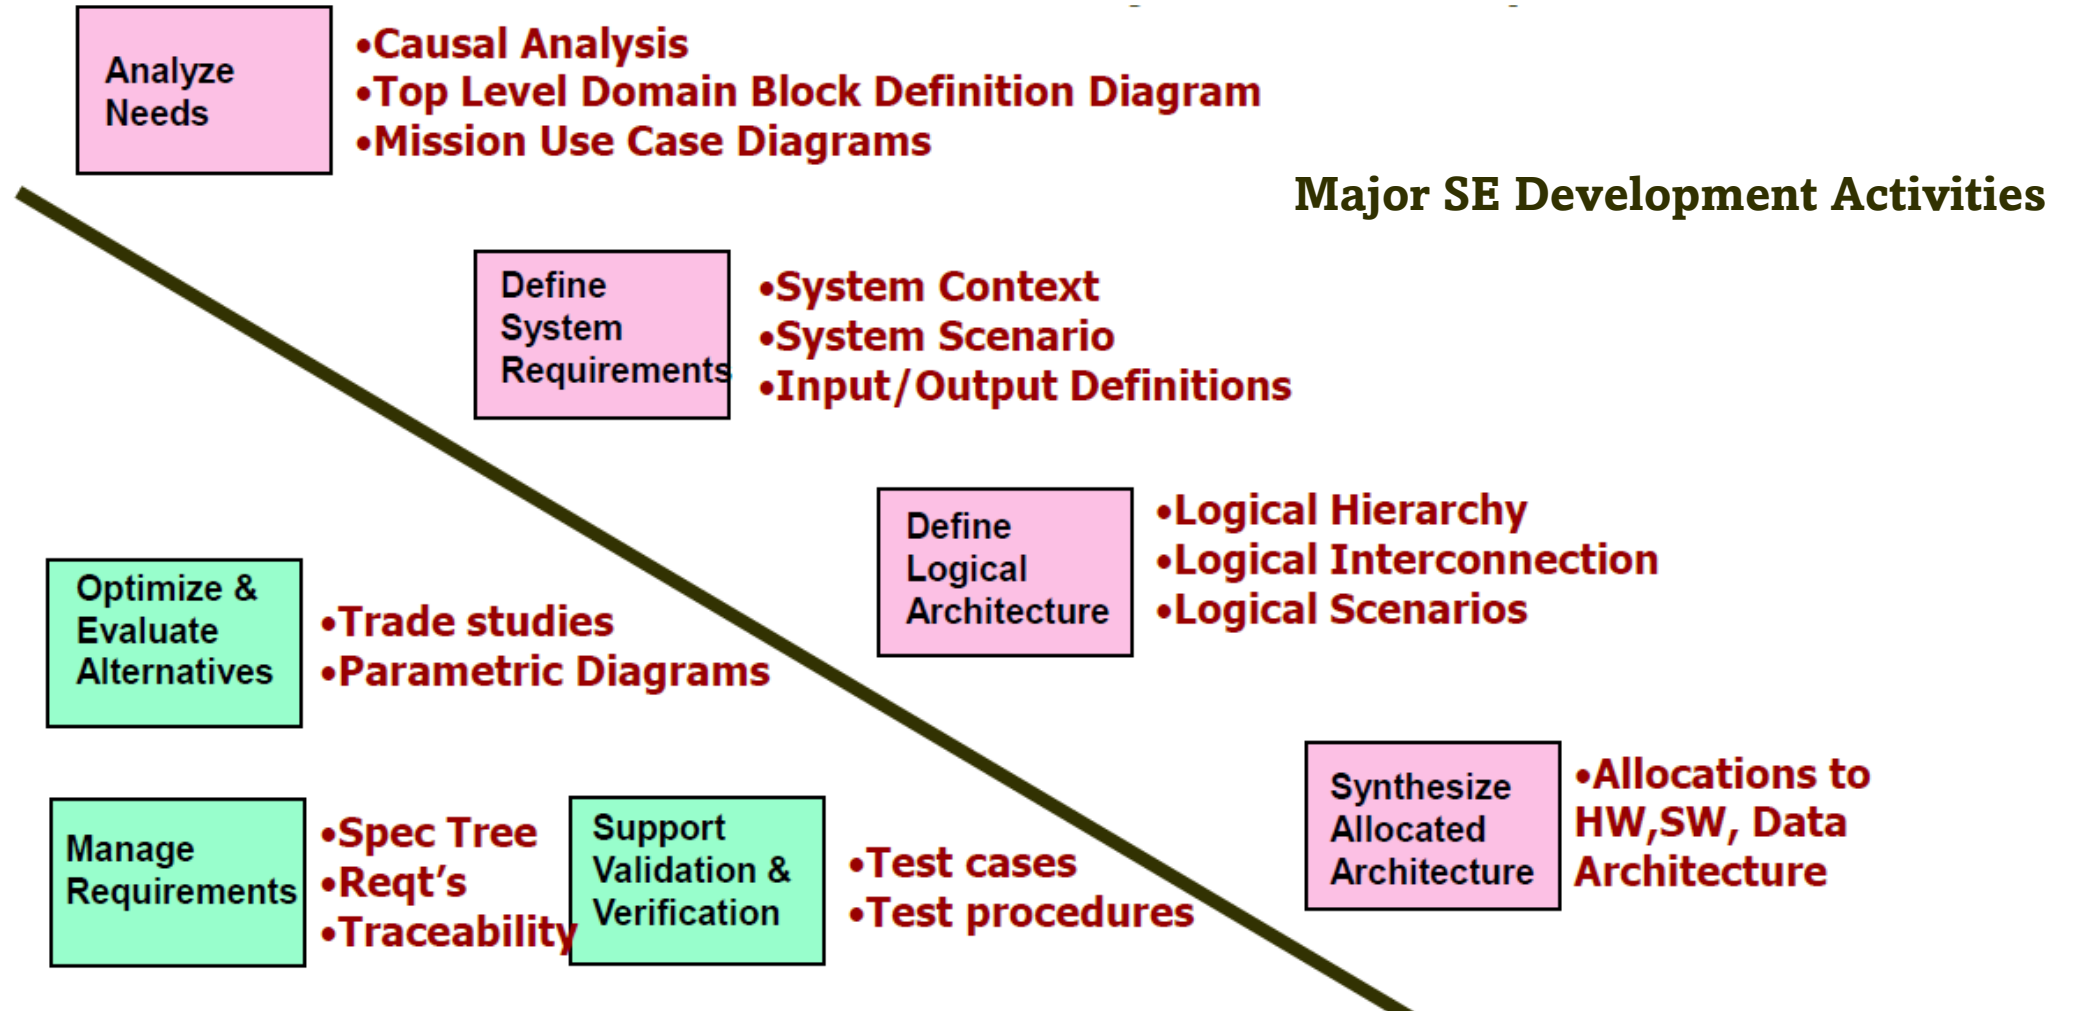 Analyze
Needs
•Causal Analysis
•Top Level Domain Block Definition Diagram
•Mission Use Case Diagrams
Major SE Development Activities
Define
System
Requirements
•System Context
•System Scenario
•Input/Output Definitions
Define
Logical
Architecture
•Logical Hierarchy
•Logical Interconnection
•Logical Scenarios
Optimize &
Evaluate
Alternatives
•Trade studies
•Parametric Diagrams
Synthesize
Allocated
Architecture
•Allocations to
HW,SW, Data
Architecture
Manage
Requirements
•Spec Tree
•Reqt’s
•Traceability
Support
Validation &
Verification
•Test cases
•Test procedures